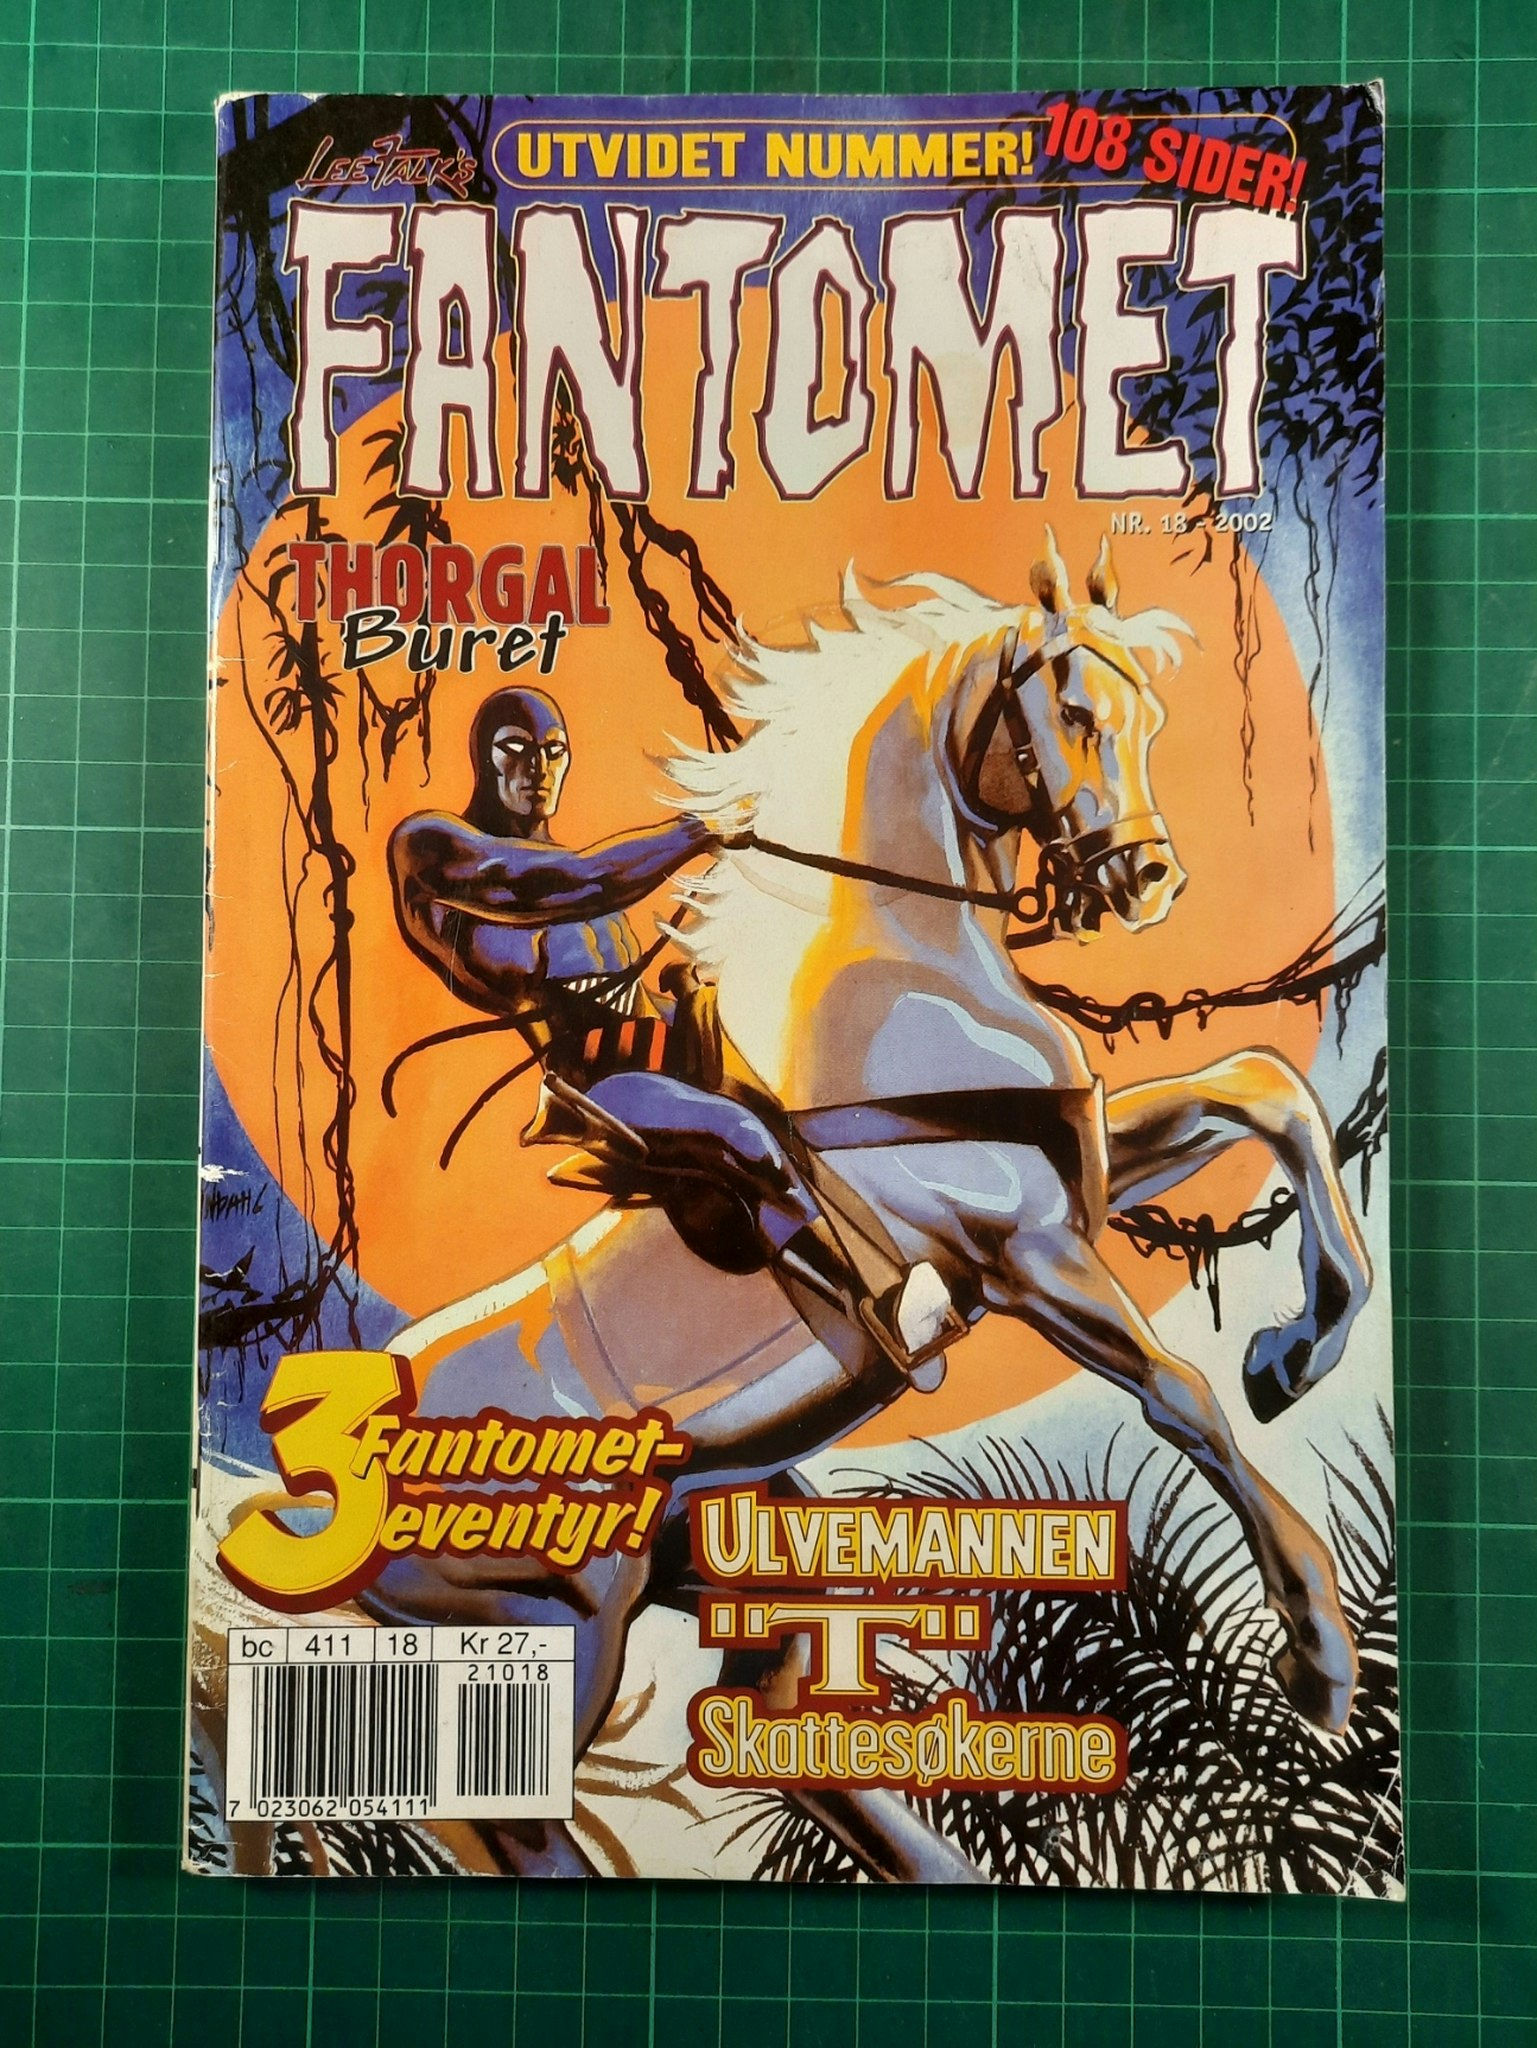 LEE FALK'S
UTVIDET NUMMER!
108 SIDER!
FANTOMET
NR. 18 - 2002
THORGAL
Buret
3 Fantomet-
eventyr!
ULVEMANNEN
"T"
Skattesøkerne
bc 411 18 Kr 27,-
21018
7 023062 054111